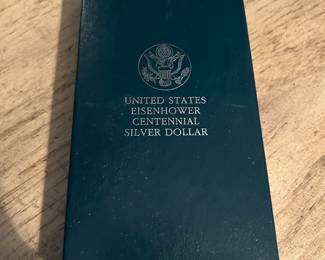 UNITED STATES
EISENHOWER
CENTENNIAL
SILVER DOLLAR